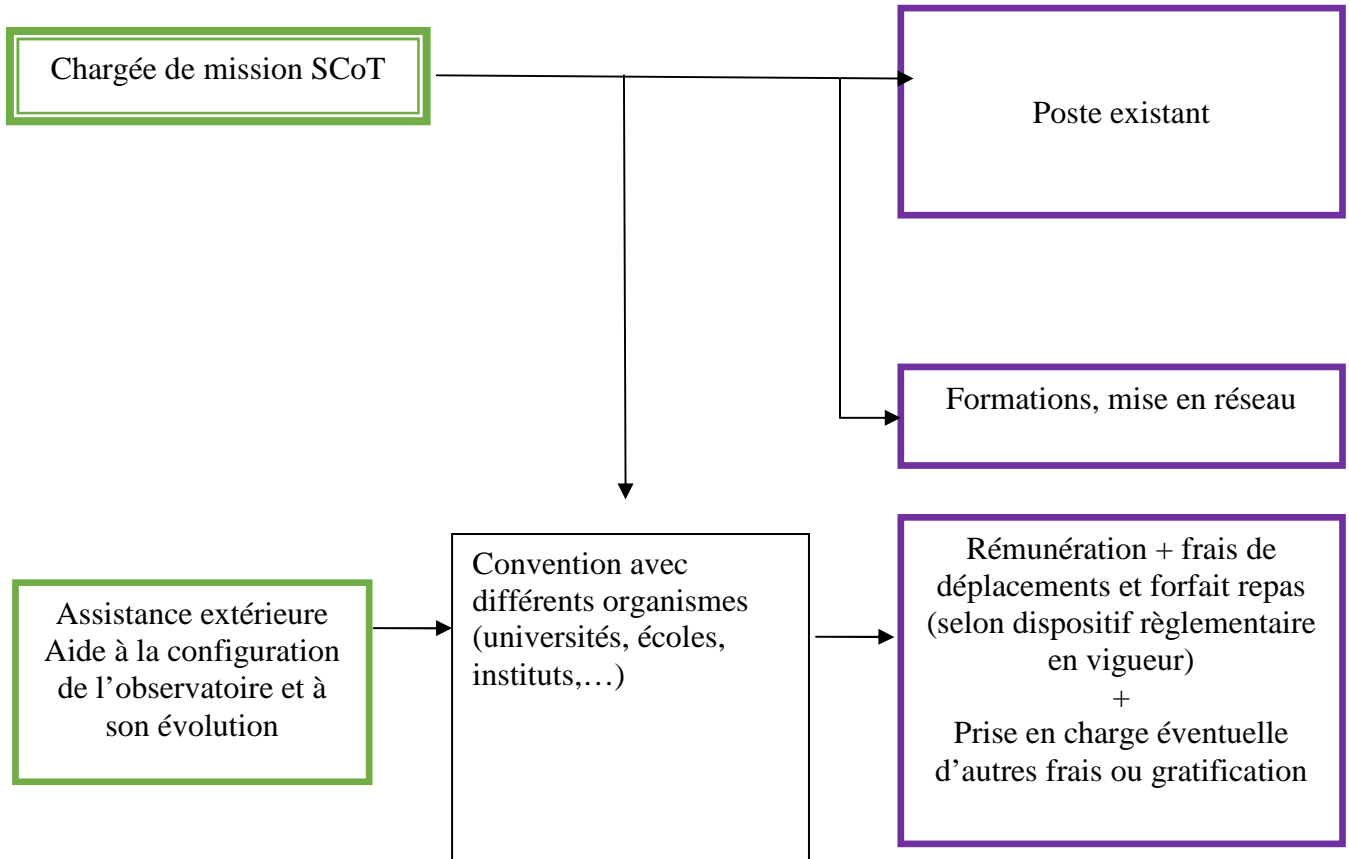 Chargée de mission SCoT
Poste existant
Formations, mise en réseau
Assistance extérieure
Aide à la configuration
de l’observatoire et à
son évolution
Convention avec
différents organismes
(universités, écoles,
instituts,…)
Rémunération + frais de
déplacements et forfait repas
(selon dispositif règlementaire
en vigueur)
+
Prise en charge éventuelle
d’autres frais ou gratification